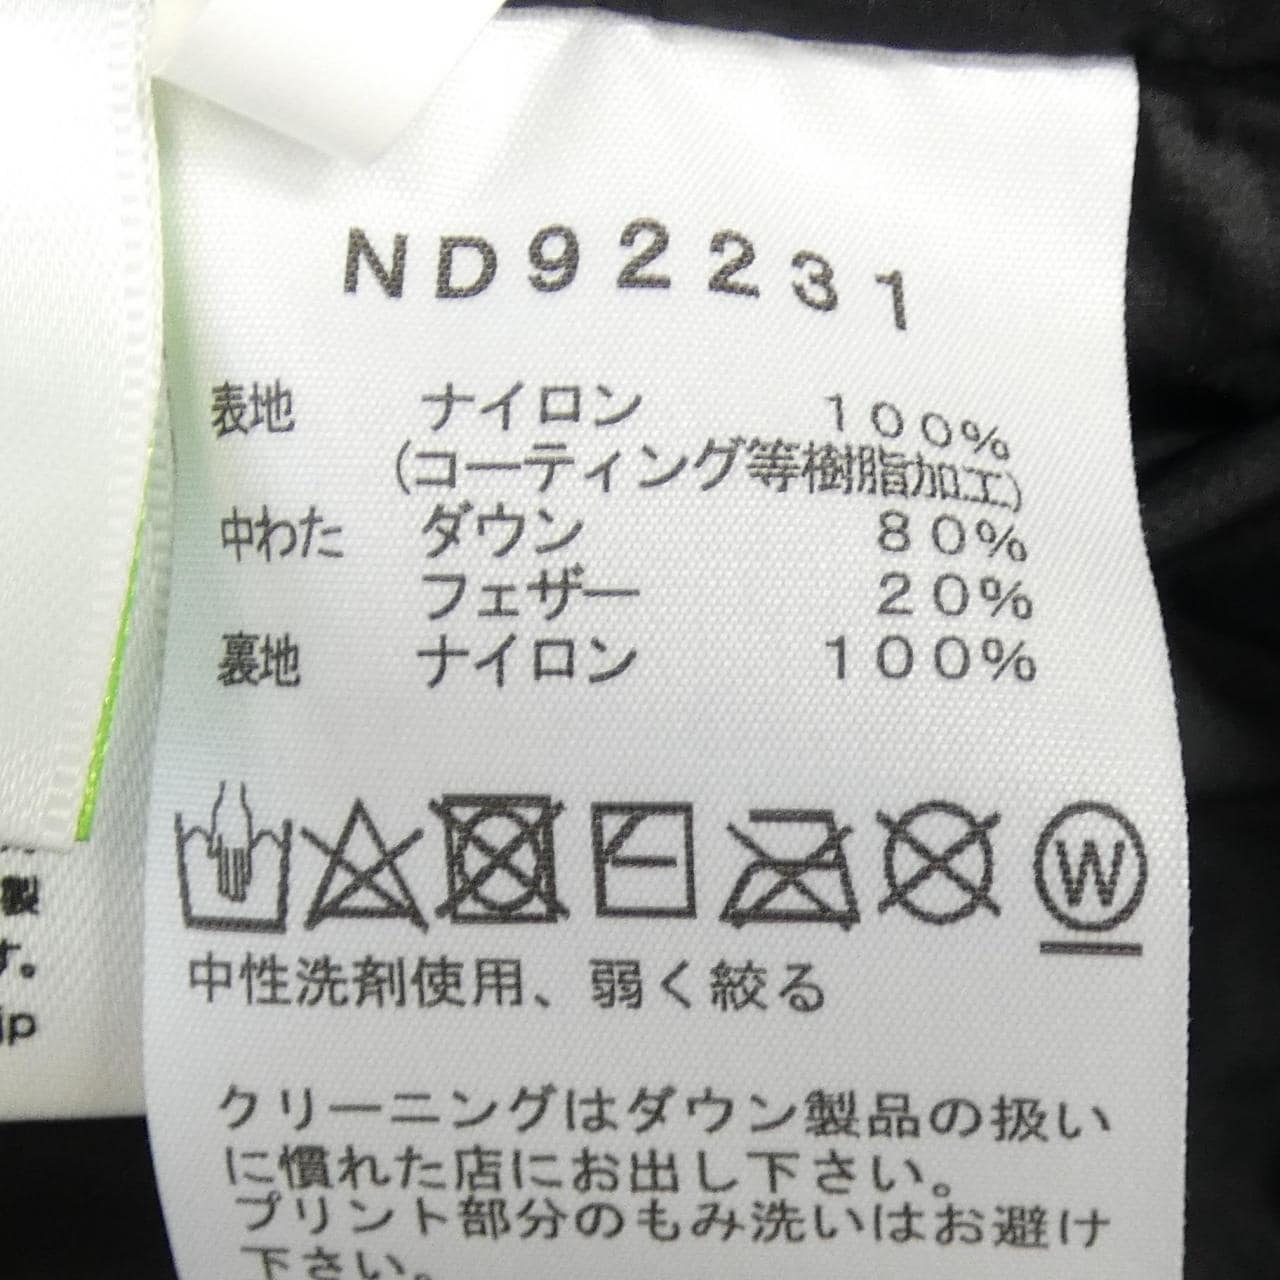 ND92231
表地 ナイロン 100%
(コーティング等樹脂加工)
中わた ダウン 80%
フェザー 20%
裏地 ナイロン 100%
W
中性洗剤使用、弱く絞る
クリーニングはダウン製品の扱い
に慣れた店にお出し下さい。
プリント部分のもみ洗いはお避け
下さい。
製
す。
jp